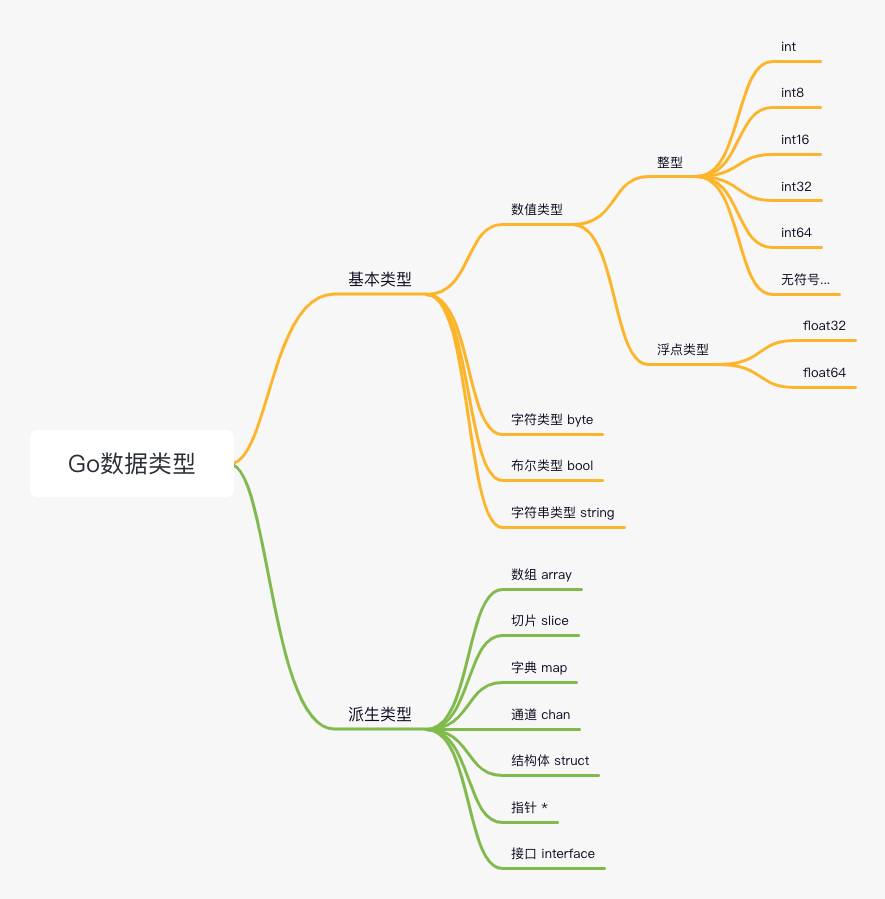 Go数据类型
基本类型
数值类型
整型
int
int8
int16
int32
int64
无符号...
浮点类型
float32
float64
字符类型 byte
布尔类型 bool
字符串类型 string
派生类型
数组 array
切片 slice
字典 map
通道 chan
结构体 struct
指针 *
接口 interface